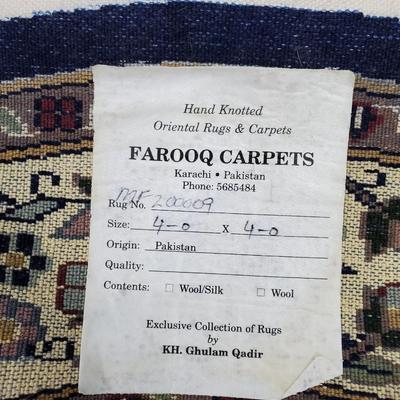 Hand Knotted
Oriental Rugs & Carpets
FAROOQ CARPETS
Karachi • Pakistan
Phone: 5685484
Rug No. MF 200009
Size: 4-0 x 4-0
Origin: Pakistan
Quality:
Contents: □ Wool/Silk □ Wool
Exclusive Collection of Rugs
by
KH. Ghulam Qadir